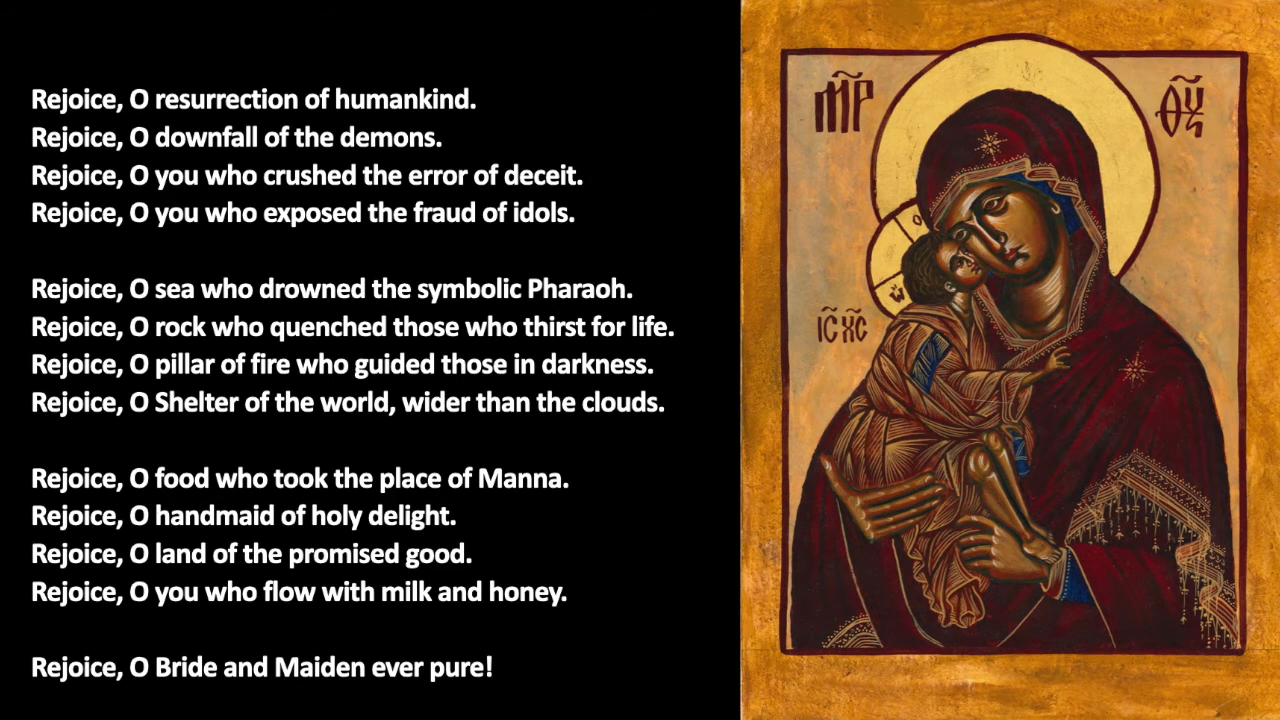 Rejoice, O resurrection of humankind.
Rejoice, O downfall of the demons.
Rejoice, O you who crushed the error of deceit.
Rejoice, O you who exposed the fraud of idols.
Rejoice, O sea who drowned the symbolic Pharaoh.
Rejoice, O rock who quenched those who thirst for life.
Rejoice, O pillar of fire who guided those in darkness.
Rejoice, O Shelter of the world, wider than the clouds.
Rejoice, O food who took the place of Manna.
Rejoice, O handmaid of holy delight.
Rejoice, O land of the promised good.
Rejoice, O you who flow with milk and honey.
Rejoice, O Bride and Maiden ever pure!
М҃Р Ѳ҃Ѵ
О
Ѿ
І҃С Х҃С